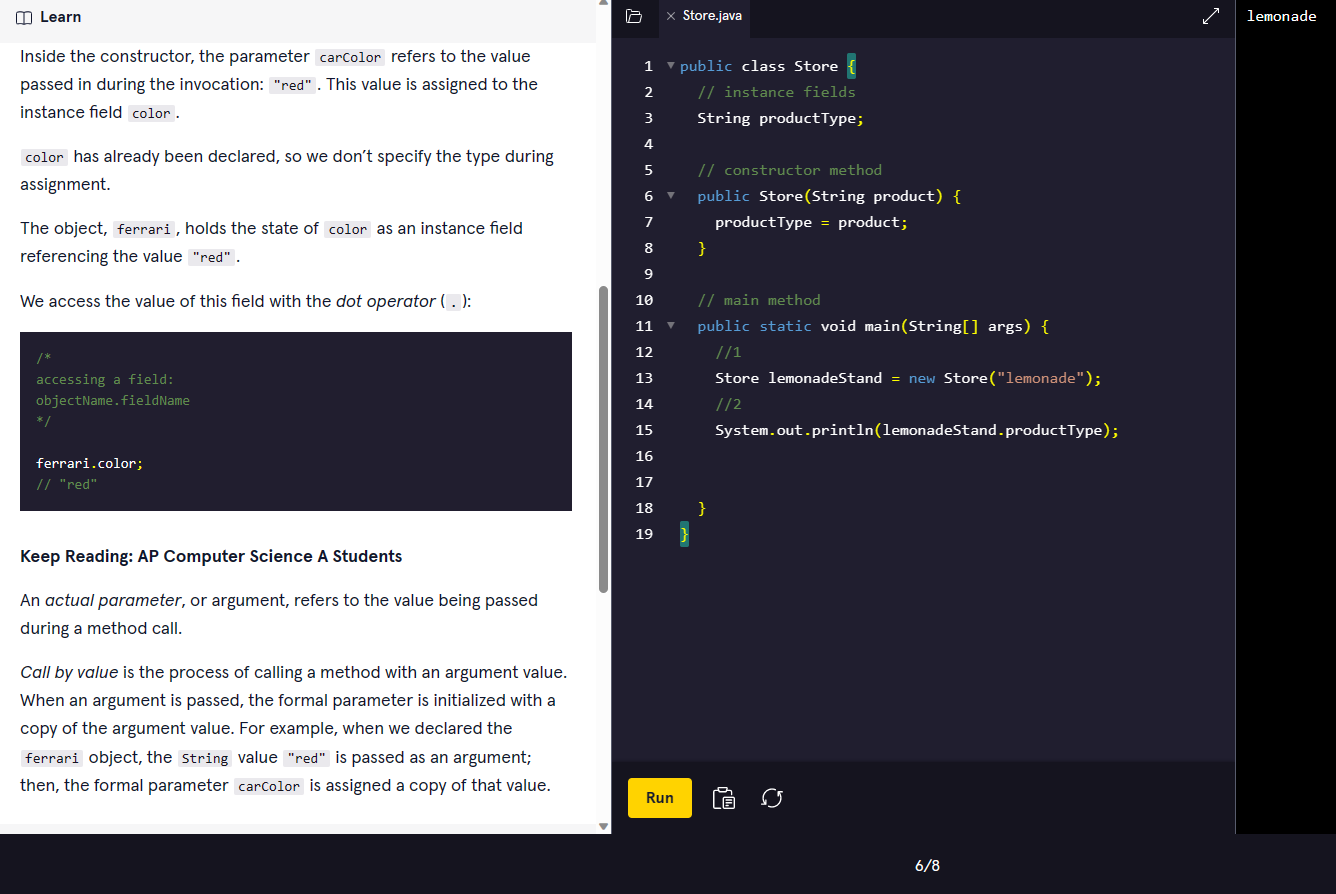 Learn
Inside the constructor, the parameter carColor refers to the value
passed in during the invocation: "red". This value is assigned to the
instance field color.
color has already been declared, so we don’t specify the type during
assignment.
The object, ferrari, holds the state of color as an instance field
referencing the value "red".
We access the value of this field with the dot operator (.):
/*
accessing a field:
objectName.fieldName
*/
ferrari.color;
// "red"
Keep Reading: AP Computer Science A Students
An actual parameter, or argument, refers to the value being passed
during a method call.
Call by value is the process of calling a method with an argument value.
When an argument is passed, the formal parameter is initialized with a
copy of the argument value. For example, when we declared the
ferrari object, the String value "red" is passed as an argument;
then, the formal parameter carColor is assigned a copy of that value.
Store.java
1 public class Store {
2 // instance fields
3 String productType;
4
5 // constructor method
6 public Store(String product) {
7 productType = product;
8 }
9
10 // main method
11 public static void main(String[] args) {
12 //1
13 Store lemonadeStand = new Store("lemonade");
14 //2
15 System.out.println(lemonadeStand.productType);
16
17
18 }
19 }
Run
lemonade
6/8